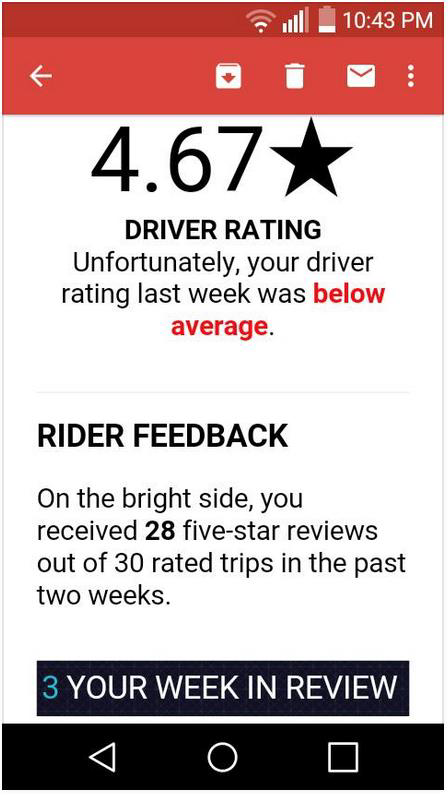 10:43 PM
4.67★
DRIVER RATING
Unfortunately, your driver
rating last week was below
average.
RIDER FEEDBACK
On the bright side, you
received 28 five-star reviews
out of 30 rated trips in the past
two weeks.
3 YOUR WEEK IN REVIEW